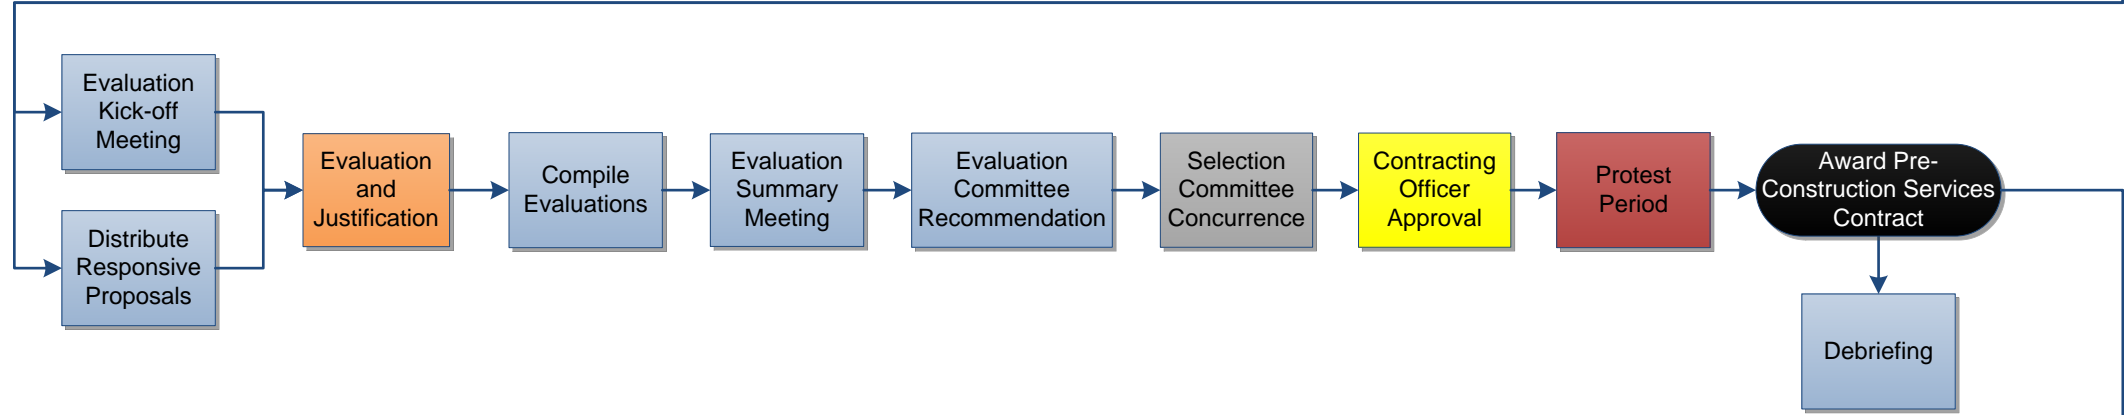 Evaluation
Kick-off
Meeting
Distribute
Responsive
Proposals
Evaluation
and
Justification
Compile
Evaluations
Evaluation
Summary
Meeting
Evaluation
Committee
Recommendation
Selection
Committee
Concurrence
Contracting
Officer
Approval
Protest
Period
Award Pre-
Construction Services
Contract
Debriefing